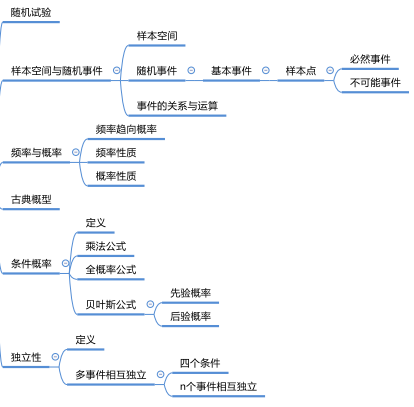 随机试验
样本空间与随机事件
样本空间
随机事件
基本事件
样本点
必然事件
不可能事件
事件的关系与运算
频率与概率
频率趋向概率
频率性质
概率性质
古典概型
条件概率
定义
乘法公式
全概率公式
贝叶斯公式
先验概率
后验概率
独立性
定义
多事件相互独立
四个条件
n个事件相互独立